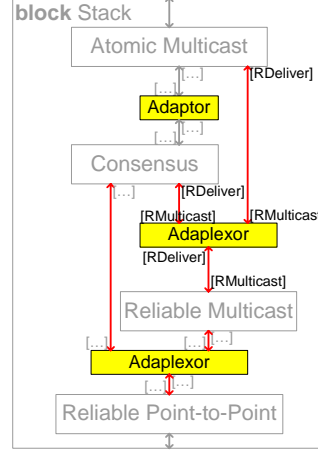 block Stack
Atomic Multicast
[...]
[RDeliver]
Adaptor
[...]
Consensus
[...]
[RDeliver]
[RMulticast]
[RMulticast
Adaplexor
[RDeliver]
[RMulticast]
Reliable Multicast
[...]
[...]
Adaplexor
[...]
[...]
Reliable Point-to-Point